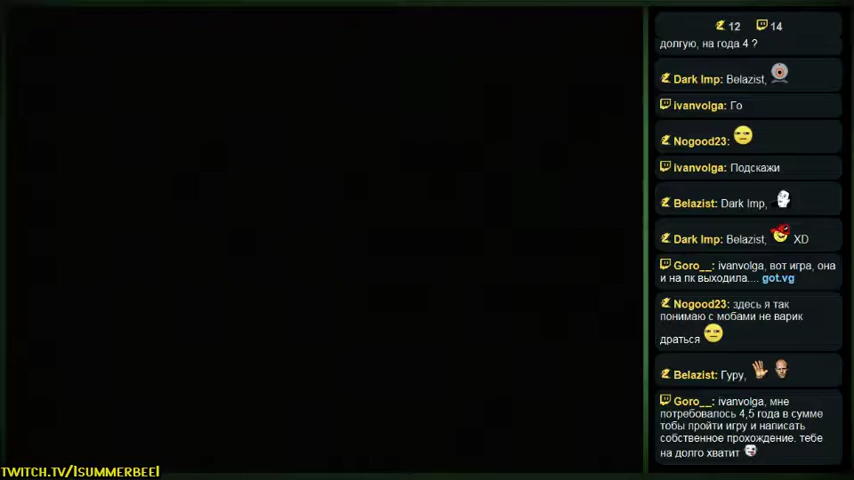 12 14
долгую, на года 4 ?
Dark Imp: Belazist,
ivanvolga: Го
Nogood23:
ivanvolga: Подскажи
Belazist: Dark Imp,
Dark Imp: Belazist, XD
Goro__: ivanvolga, вот игра, она
и на пк выходила.... got.vg
Nogood23: здесь я так
понимаю с мобами не варик
драться
Belazist: Гуру,
Goro__: ivanvolga, мне
потребовалось 4,5 года в сумме
тобы пройти игру и написать
собственное прохождение. тебе
на долго хватит
TWITCH.TV/1SUMMERBEE1